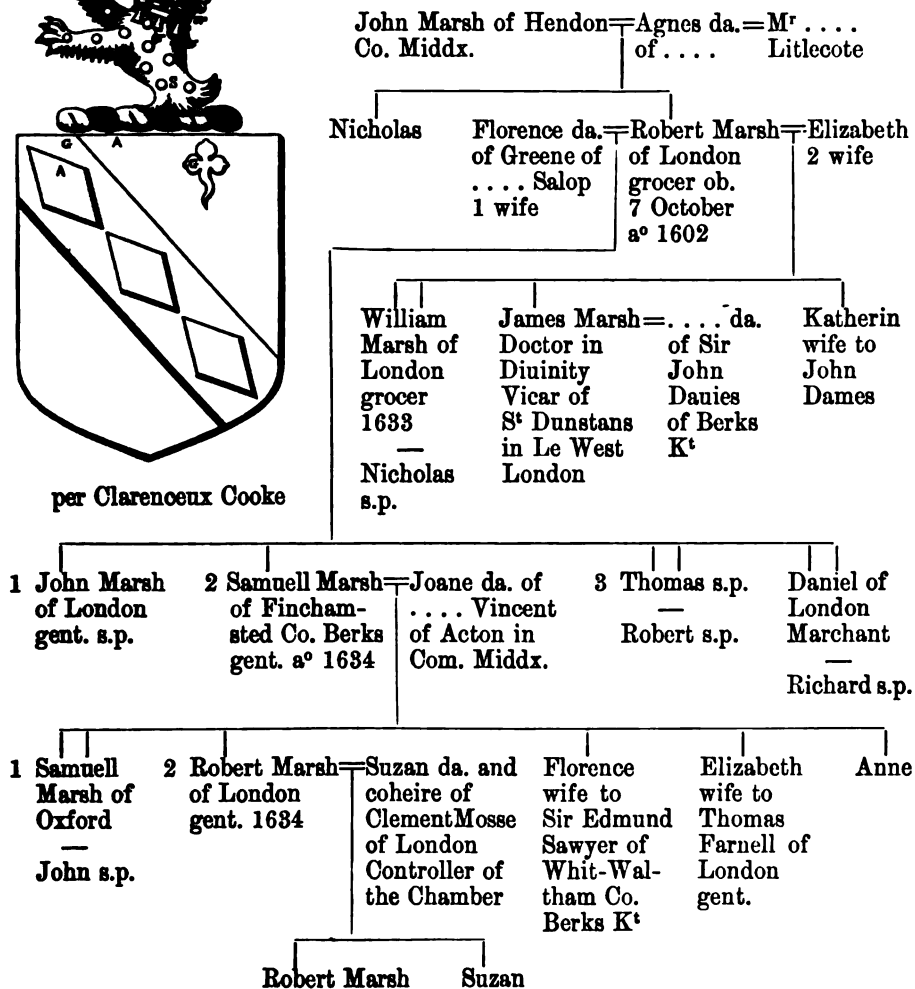 John Marsh of Hendon=Agnes da.=Mʳ . . . .
Co. Middx. of . . . . Litlecote
Nicholas
Florence da.=Robert Marsh=Elizabeth
of Greene of of London 2 wife
. . . . Salop grocer ob.
1 wife 7 October
aº 1602
S
G A
A
G
per Clarenceux Cooke
William
Marsh of
London
grocer
1633
—
Nicholas
s.p.
James Marsh=. . . . da.
Doctor in of Sir
Diuinity John
Vicar of Dauies
Sᵗ Dunstans of Berks
in Le West Kᵗ
London
Katherin
wife to
John
Dames
1 John Marsh
of London
gent. s.p.
2 Samuell Marsh=Joane da. of
of Fincham- . . . . Vincent
sted Co. Berks of Acton in
gent. aº 1634 Com. Middx.
3 Thomas s.p.
—
Robert s.p.
Daniel of
London
Marchant
—
Richard s.p.
1 Samuell
Marsh of
Oxford
—
John s.p.
2 Robert Marsh=Suzan da. and
of London coheire of
gent. 1634 Clement Mosse
of London
Controller of
the Chamber
Florence
wife to
Sir Edmund
Sawyer of
Whit-Wal-
tham Co.
Berks Kᵗ
Elizabeth
wife to
Thomas
Farnell of
London
gent.
Anne
Robert Marsh Suzan